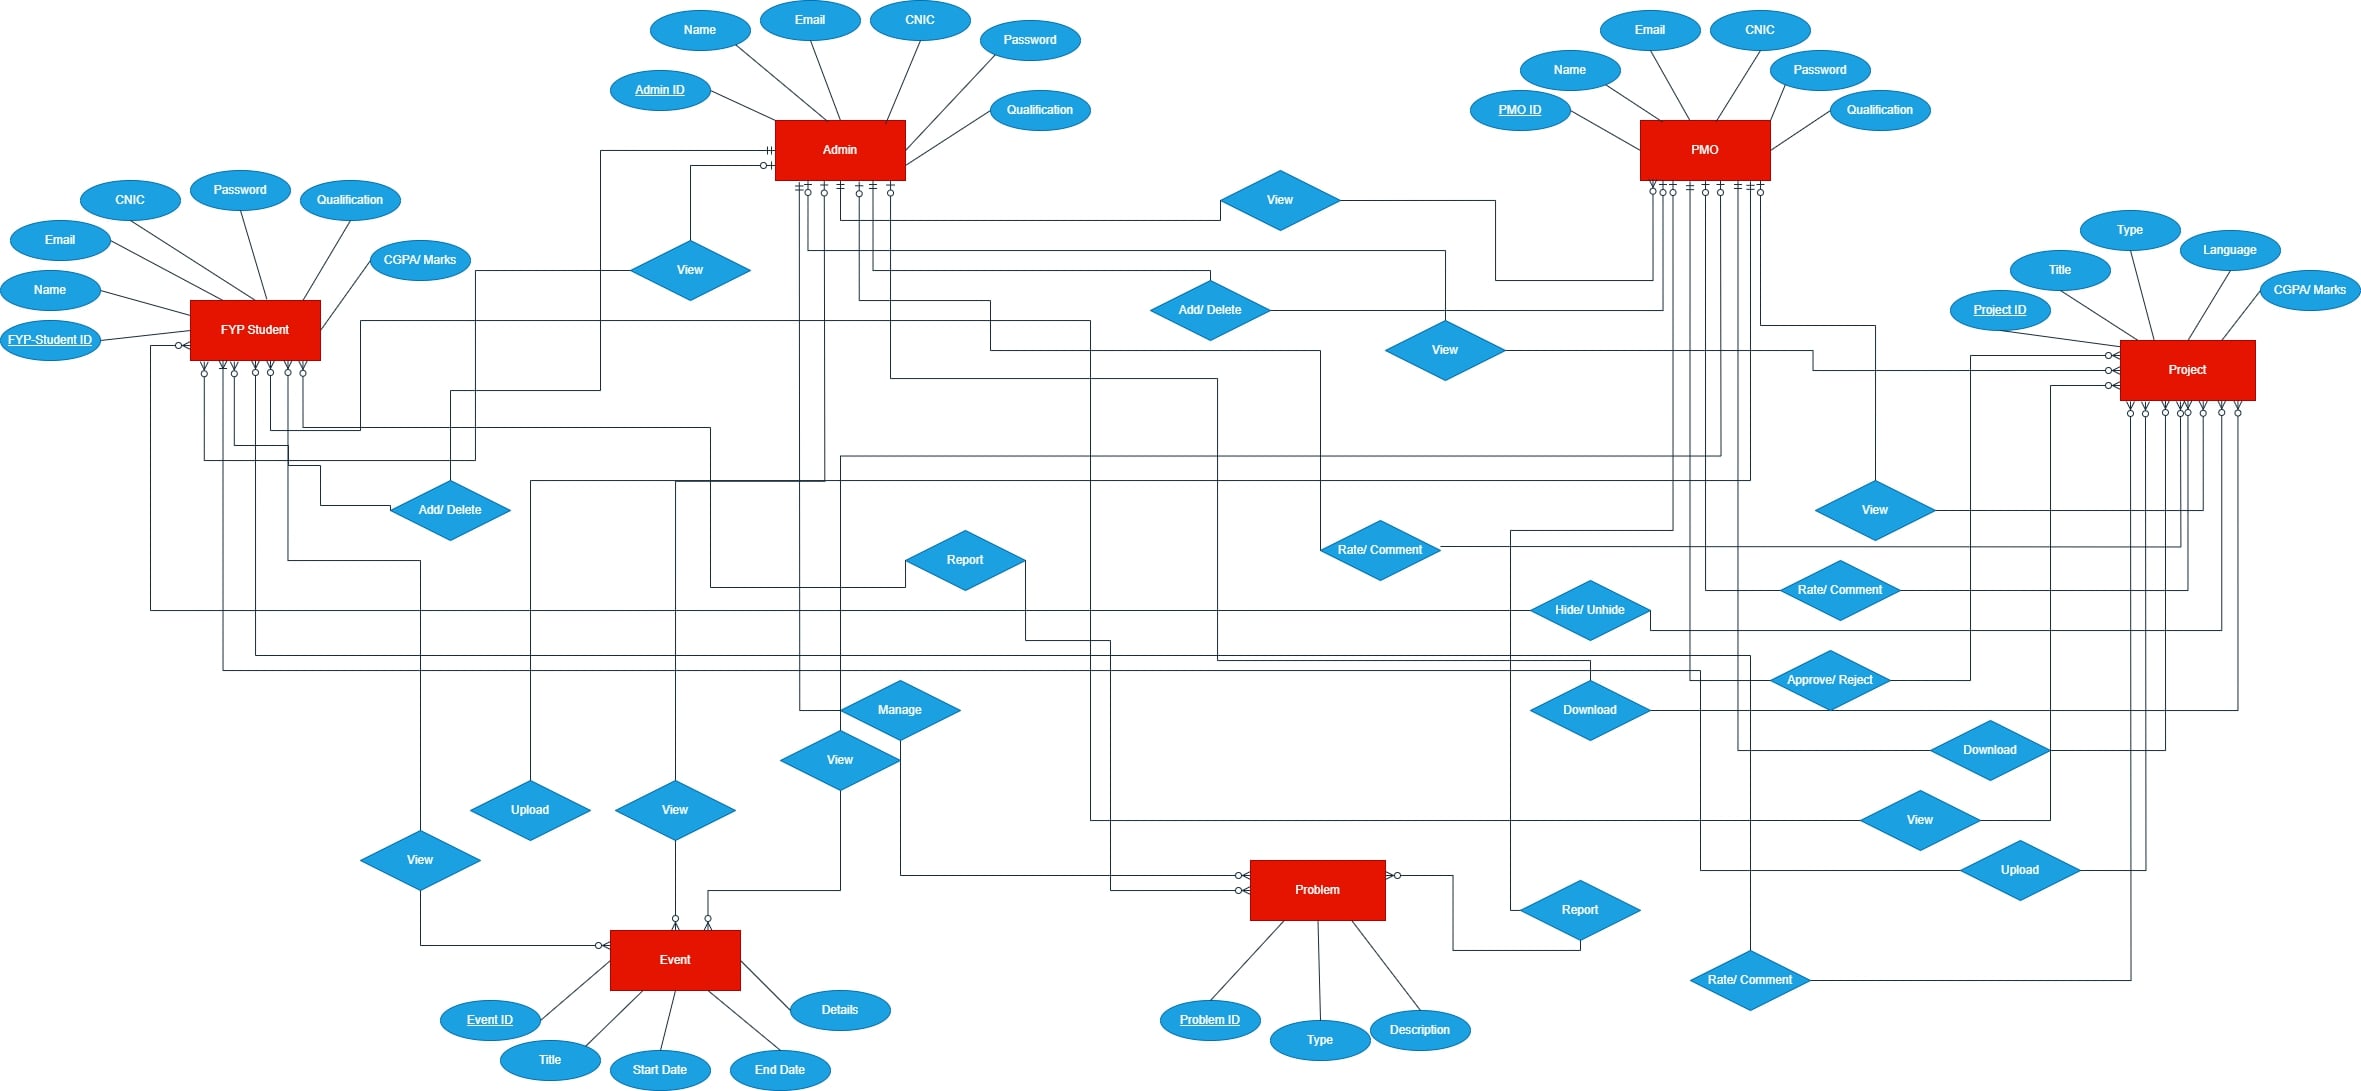 Name
Email
CNIC
Password
Admin ID
Qualification
Admin
Email
CNIC
Name
Password
PMO ID
Qualification
PMO
CNIC
Password
Qualification
Email
CGPA/ Marks
Name
FYP-Student ID
FYP Student
Type
Title
Language
Project ID
CGPA/ Marks
Project
View
View
Add/ Delete
View
Add/ Delete
View
Report
Rate/ Comment
Rate/ Comment
Hide/ Unhide
Approve/ Reject
Manage
Download
Download
View
Upload
View
View
Upload
View
Report
Rate/ Comment
Event
Event ID
Title
Start Date
End Date
Details
Problem
Problem ID
Type
Description